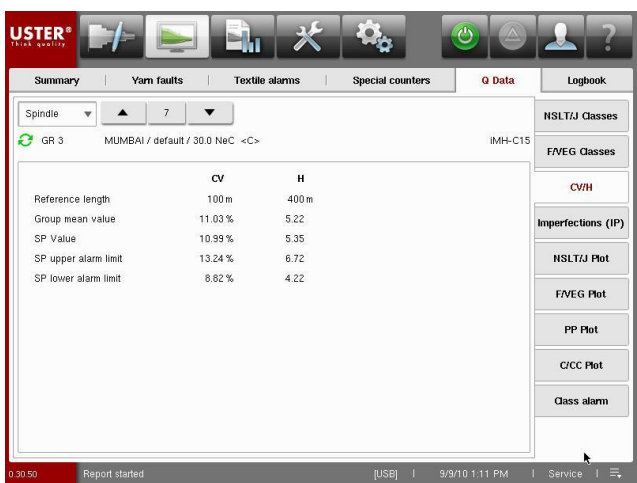 USTER®
Think quality
?
Summary | Yarn faults | Textile alarms | Special counters | Q Data | Logbook
Spindle 7
GR 3 MUMBAI / default / 30.0 NeC <C> iMH-C15
CV H
Reference length 100 m 400 m
Group mean value 11.03 % 5.22
SP Value 10.99 % 5.35
SP upper alarm limit 13.24 % 6.72
SP lower alarm limit 8.82 % 4.22
NSLT/J Classes
F/VEG Classes
CV/H
Imperfections (IP)
NSLT/J Plot
F/VEG Plot
PP Plot
C/CC Plot
Class alarm
0.30.50 Report started [USB] | 9/9/10 1:11 PM | Service |